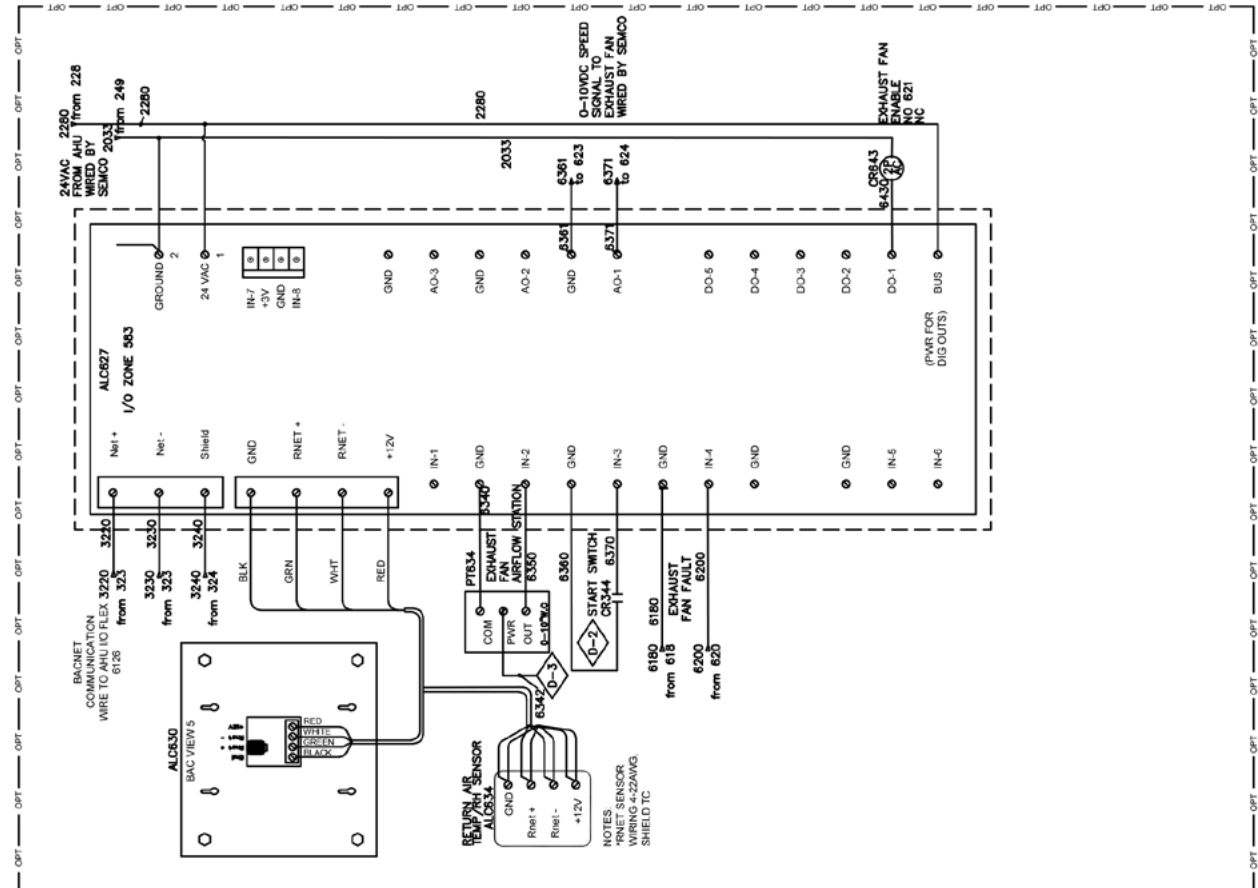 24VAC
FROM AHU
WIRED BY
SEMCO
2280
from 228
2033
from 249
2280
2280
2033
0-10VDC SPEED
SIGNAL TO
EXHAUST FAN
WIRED BY SEMCO
6361
to 623
6371
to 624
6361
6371
EXHAUST FAN
ENABLE
NO 621
NC
CR643
6430
GROUND
2
24 VAC
1
IN-7
+3V
GND
IN-8
GND
AO-3
GND
AO-2
GND
AO-1
DO-5
DO-4
DO-3
DO-2
DO-1
BUS
(PWR FOR
DIG OUTS)
ALC627
I/O ZONE 583
Net +
Net -
Shield
GND
RNET +
RNET -
+12V
IN-1
GND
IN-2
GND
IN-3
GND
IN-4
GND
GND
IN-5
IN-6
BACNET
COMMUNICATION
WIRE TO AHU I/O FLEX
6126
3220
3220
from 323
3230
3230
from 323
3240
3240
from 324
BLK
GRN
WHT
RED
PT634
EXHAUST
FAN
AIRFLOW STATION
6340
6350
COM
PWR
OUT
D-3
6342
6360
START SWITCH
CR344
6370
D-2
6180
6180
from 618
EXHAUST
FAN FAULT
6200
6200
from 620
ALC630
BAC VIEW 5
RED
WHITE
GREEN
BLACK
RETURN AIR
TEMP/RH SENSOR
ALC634
GND
Rnet +
Rnet -
+12V
NOTES:
*RNET SENSOR
WIRING 4-22AWG.
SHIELD TC
OPT